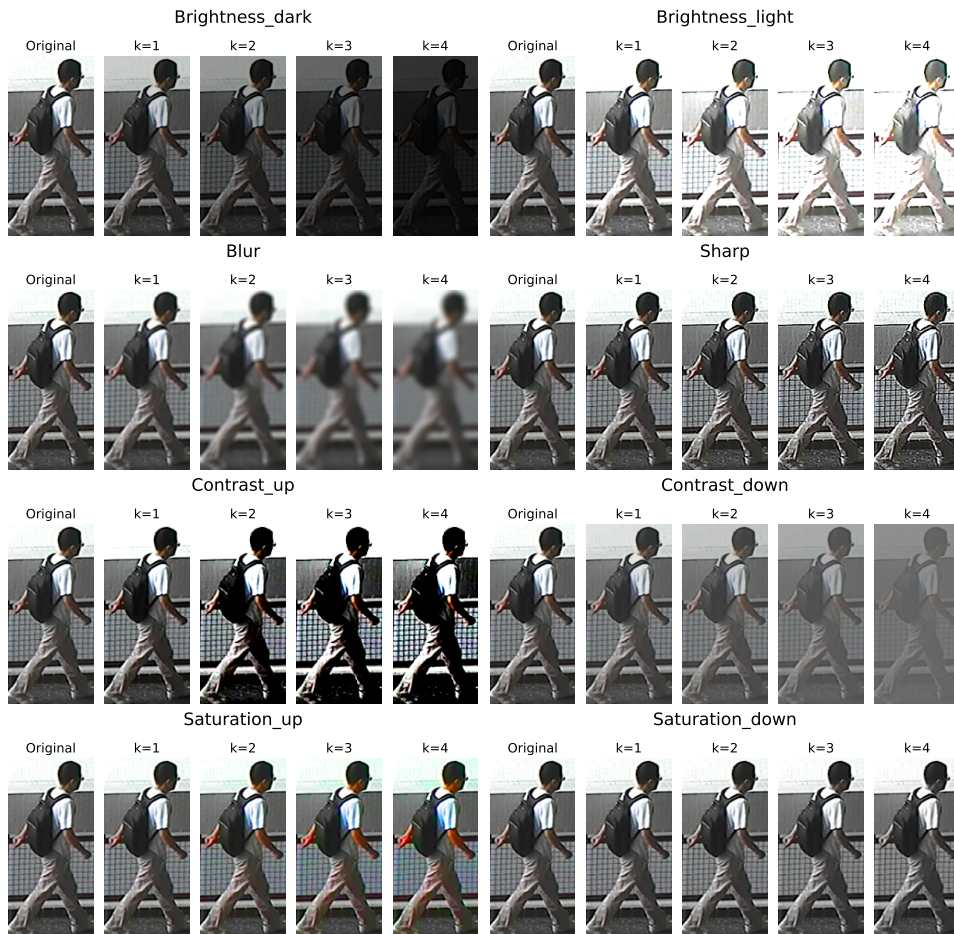 Brightness_dark
Original k=1 k=2 k=3 k=4
Brightness_light
Original k=1 k=2 k=3 k=4
Blur
Original k=1 k=2 k=3 k=4
Sharp
Original k=1 k=2 k=3 k=4
Contrast_up
Original k=1 k=2 k=3 k=4
Contrast_down
Original k=1 k=2 k=3 k=4
Saturation_up
Original k=1 k=2 k=3 k=4
Saturation_down
Original k=1 k=2 k=3 k=4